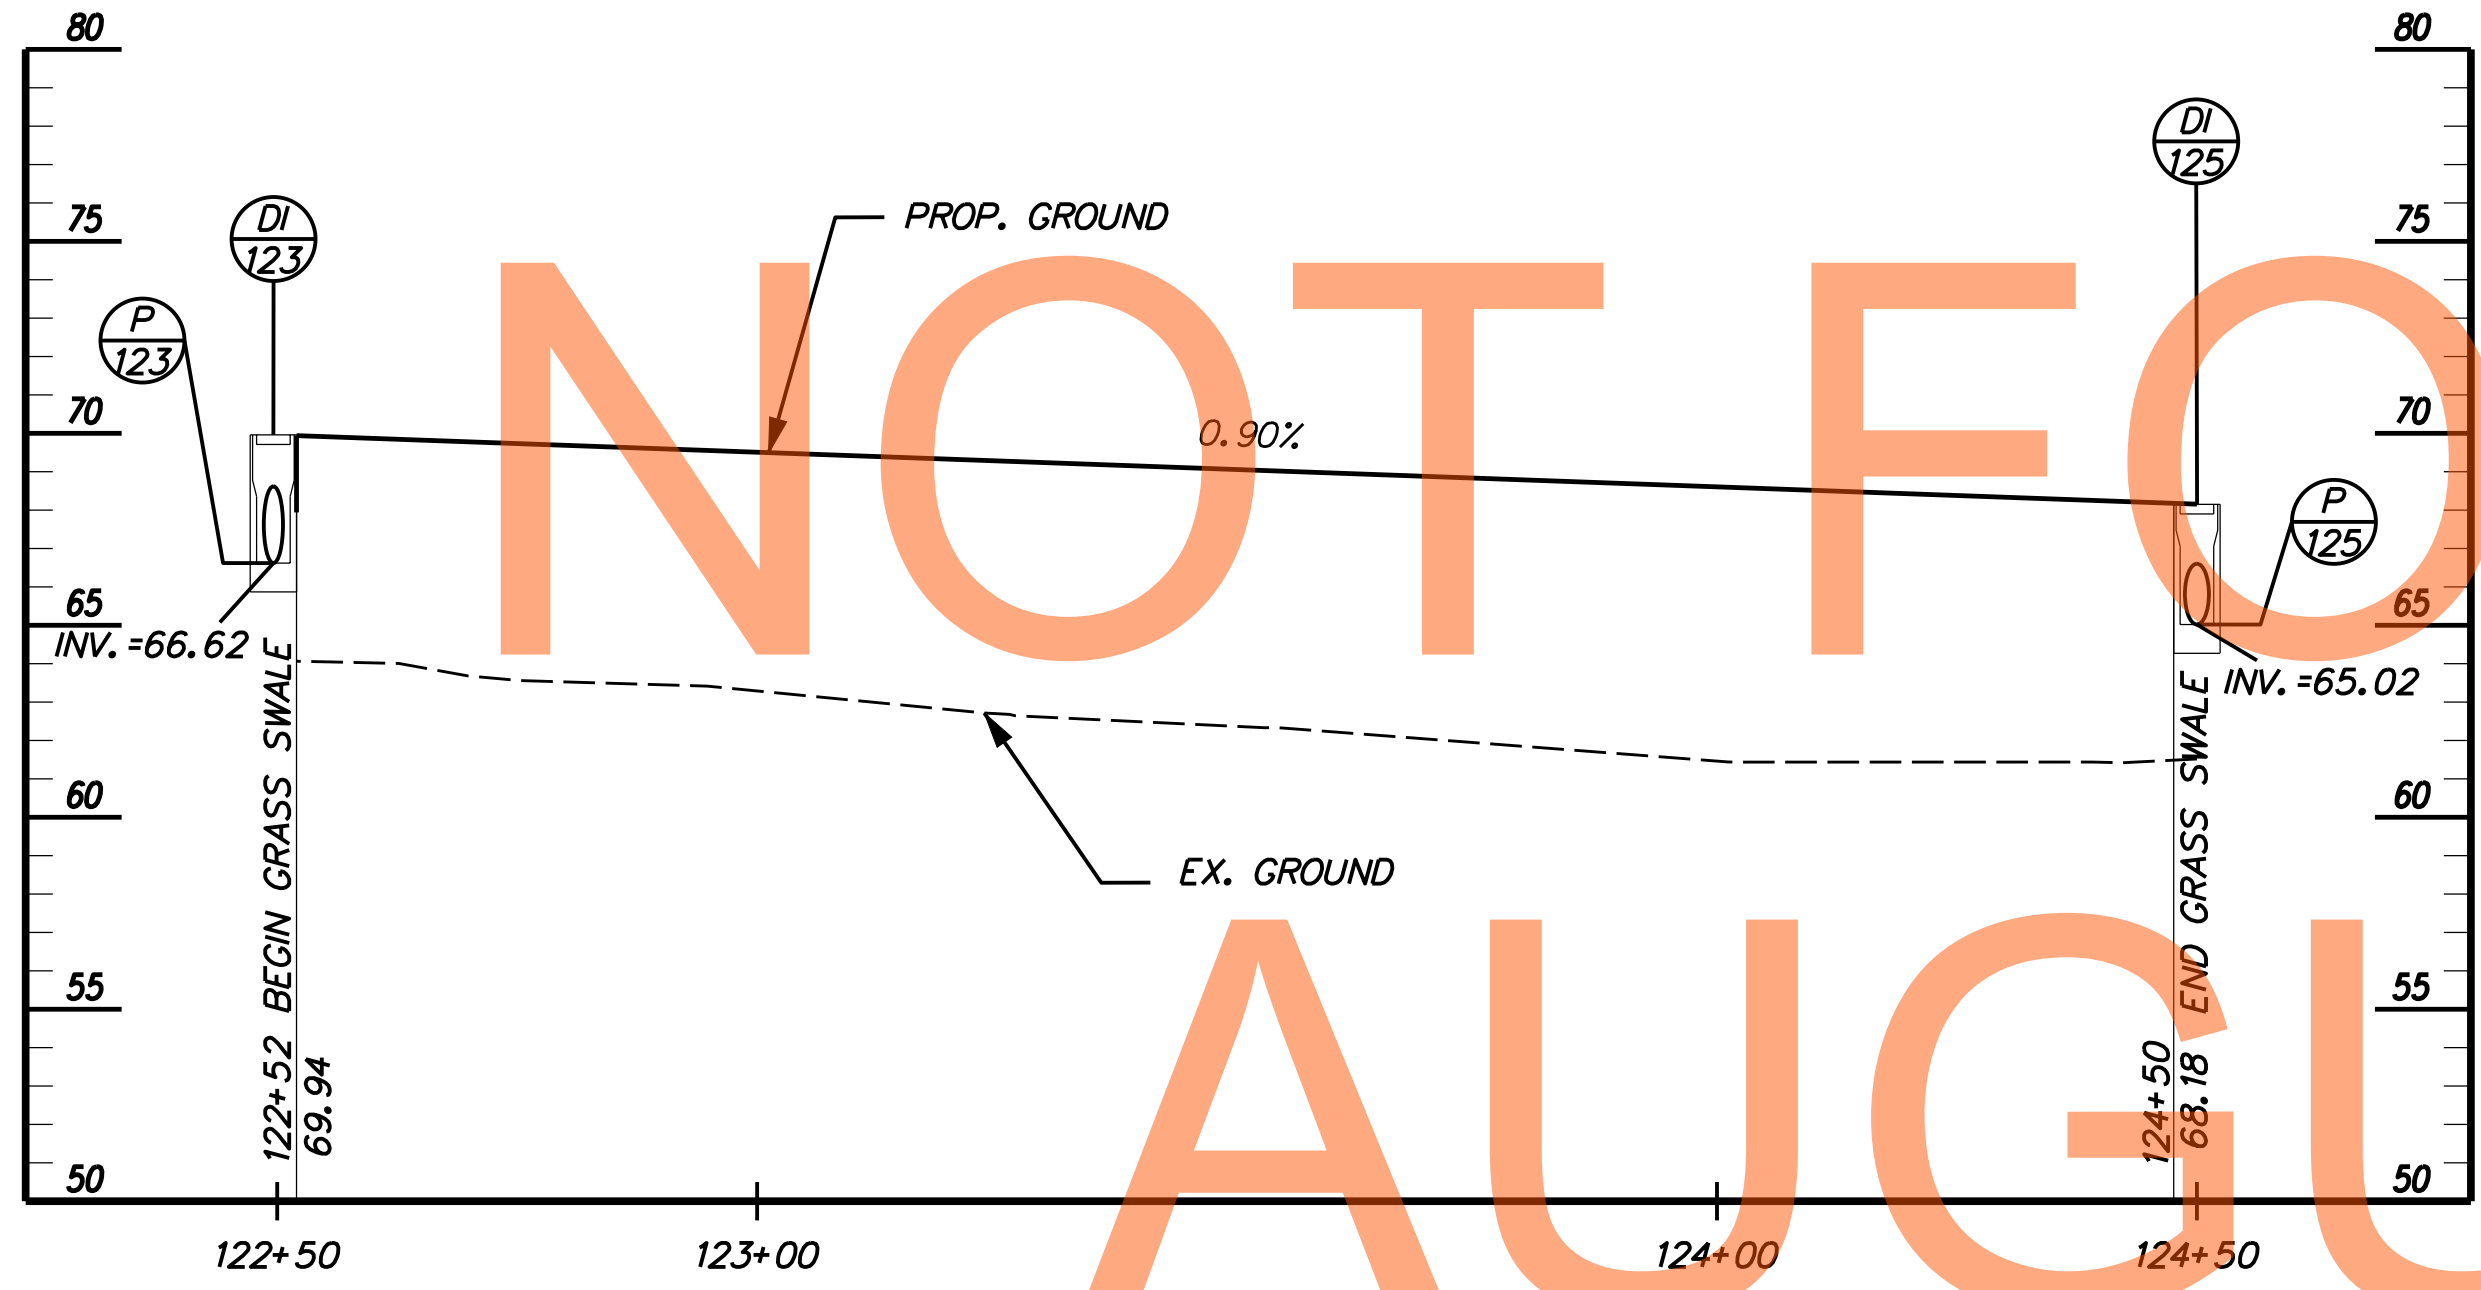 80
80
DI
125
75
75
DI
123
PROP. GROUND
P
123
70
70
0.90%
P
125
65
65
INV.=66.62
INV.=65.02
60
60
EX. GROUND
55
55
50
50
122+52 BEGIN GRASS SWALE
69.94
124+50
68.18 END GRASS SWALE
122+50
123+00
124+00
124+50
NOT FO
AUGU